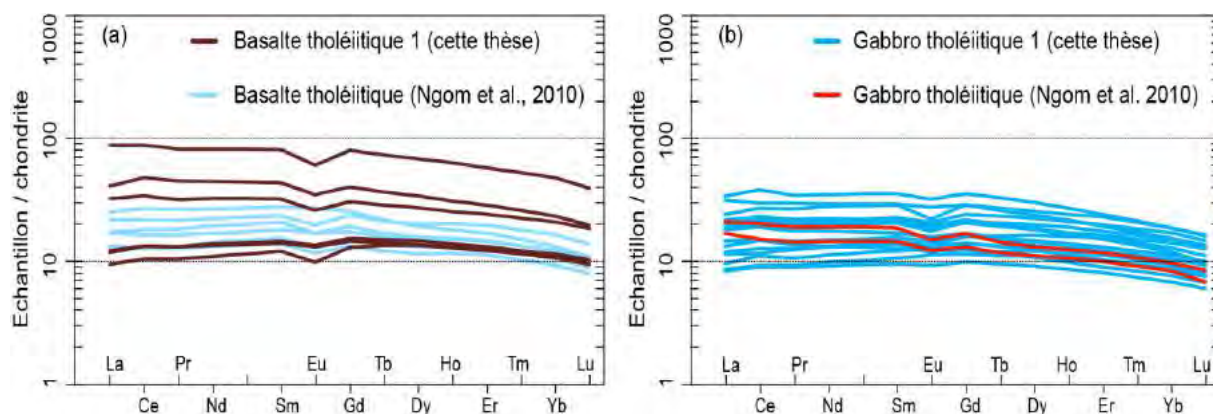 (a)
Basalte tholéiitique 1 (cette thèse)
Basalte tholéiitique (Ngom et al., 2010)
Echantillon / chondrite
1000
100
10
1
La Pr Eu Tb Ho Tm Lu
Ce Nd Sm Gd Dy Er Yb
(b)
Gabbro tholéiitique 1 (cette thèse)
Gabbro tholéiitique (Ngom et al. 2010)
Echantillon / chondrite
1000
100
10
1
La Pr Eu Tb Ho Tm Lu
Ce Nd Sm Gd Dy Er Yb